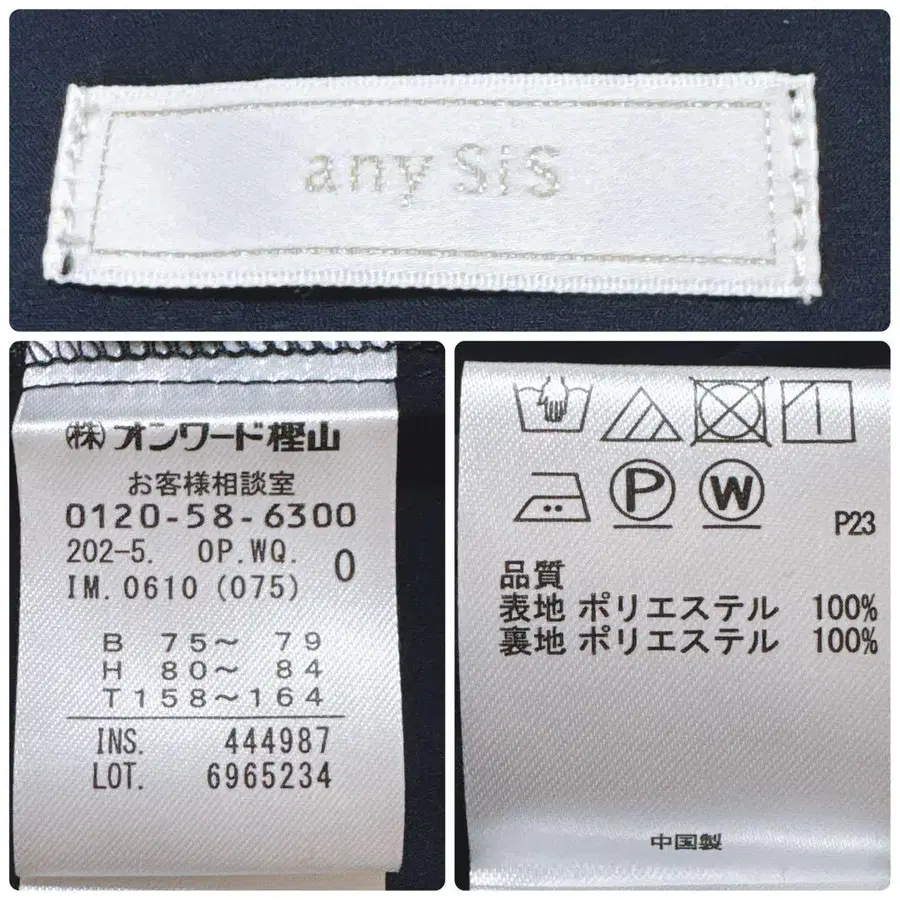 any SiS
㈱オンワード樫山
お客様相談室
0120-58-6300
202-5. OP.WQ. 0
IM.0610 (075)
B 75〜 79
H 80〜 84
T 158〜164
INS. 444987
LOT. 6965234
P
W
P23
品質
表地 ポリエステル 100%
裏地 ポリエステル 100%
中国製